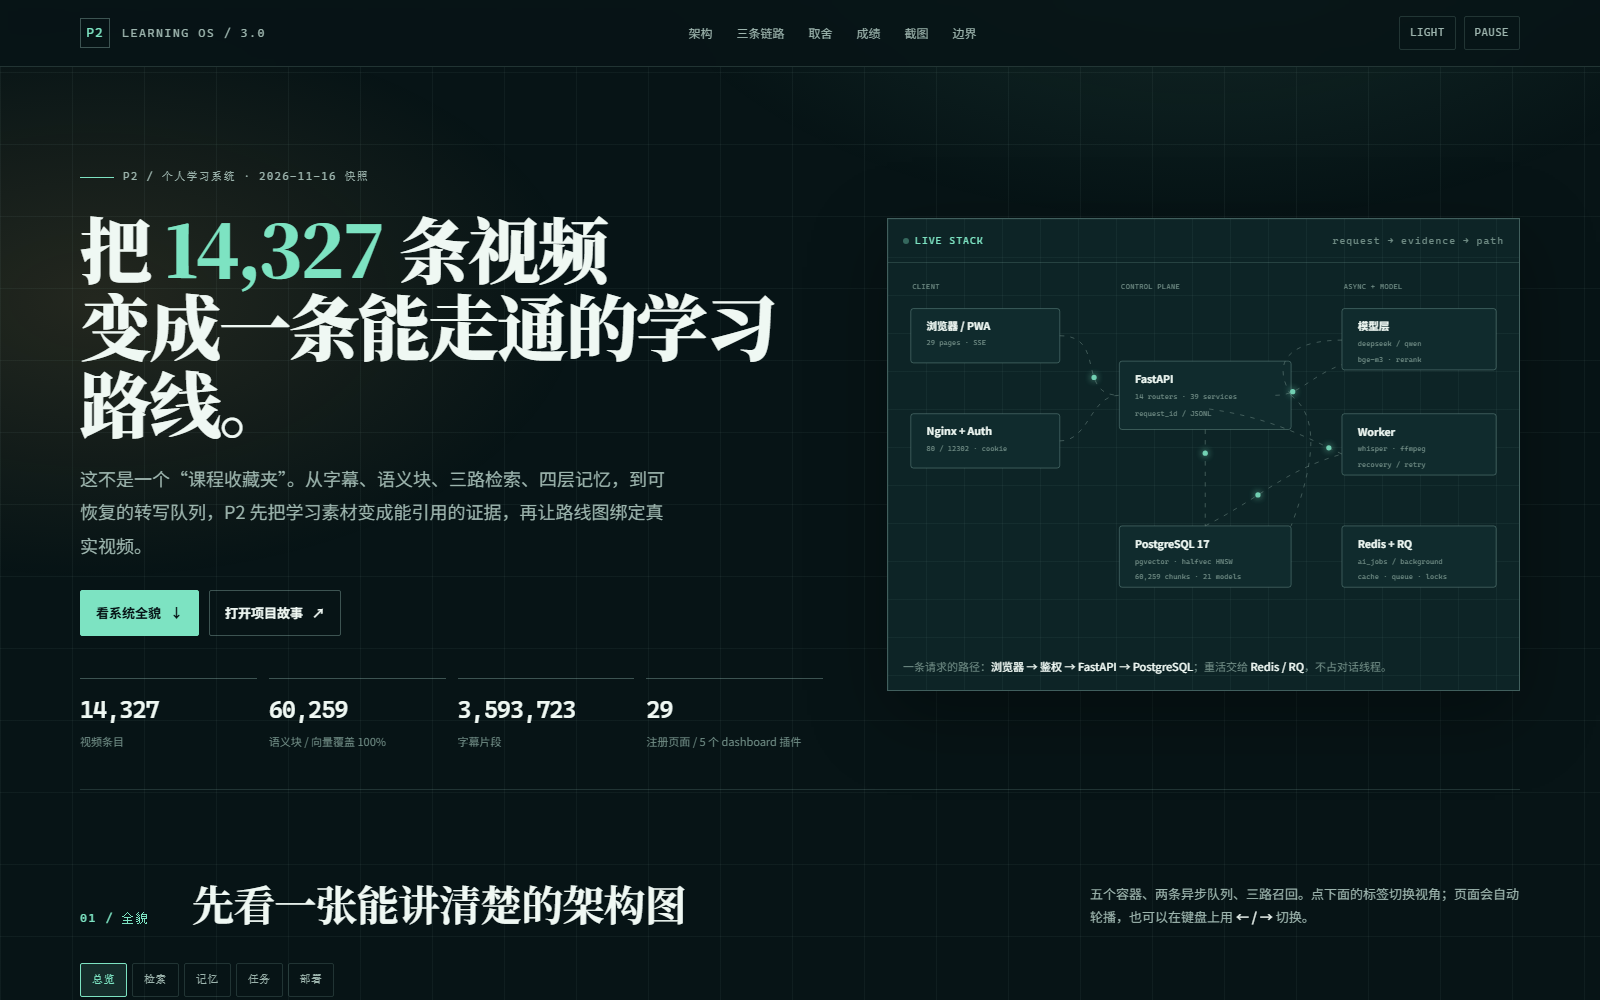 P2 LEARNING OS / 3.0
架构 三条链路 取舍 成绩 截图 边界
LIGHT PAUSE
P2 / 个人学习系统 · 2026-11-16 快照
把 14,327 条视频
变成一条能走通的学习
路线。
这不是一个“课程收藏夹”。从字幕、语义块、三路检索、四层记忆，到可
恢复的转写队列，P2 先把学习素材变成能引用的证据，再让路线图绑定真
实视频。
看系统全貌 ↓ 打开项目故事 ↗
14,327
视频条目
60,259
语义块 / 向量覆盖 100%
3,593,723
字幕片段
29
注册页面 / 5 个 dashboard 插件
LIVE STACK
request → evidence → path
CLIENT
CONTROL PLANE
ASYNC + MODEL
浏览器 / PWA
29 pages · SSE
Nginx + Auth
80 / 12302 · cookie
FastAPI
14 routers · 39 services
request_id / JSONL
PostgreSQL 17
pgvector · halfvec HNSW
60,259 chunks · 21 models
模型层
deepseek / qwen
bge-m3 · rerank
Worker
whisper · ffmpeg
recovery / retry
Redis + RQ
ai_jobs / background
cache · queue · locks
一条请求的路径：浏览器 → 鉴权 → FastAPI → PostgreSQL；重活交给 Redis / RQ，不占对话线程。
01 / 全貌
先看一张能讲清楚的架构图
五个容器、两条异步队列、三路召回。点下面的标签切换视角；页面会自动
轮播，也可以在键盘上用 ← / → 切换。
总览 检索 记忆 任务 部署